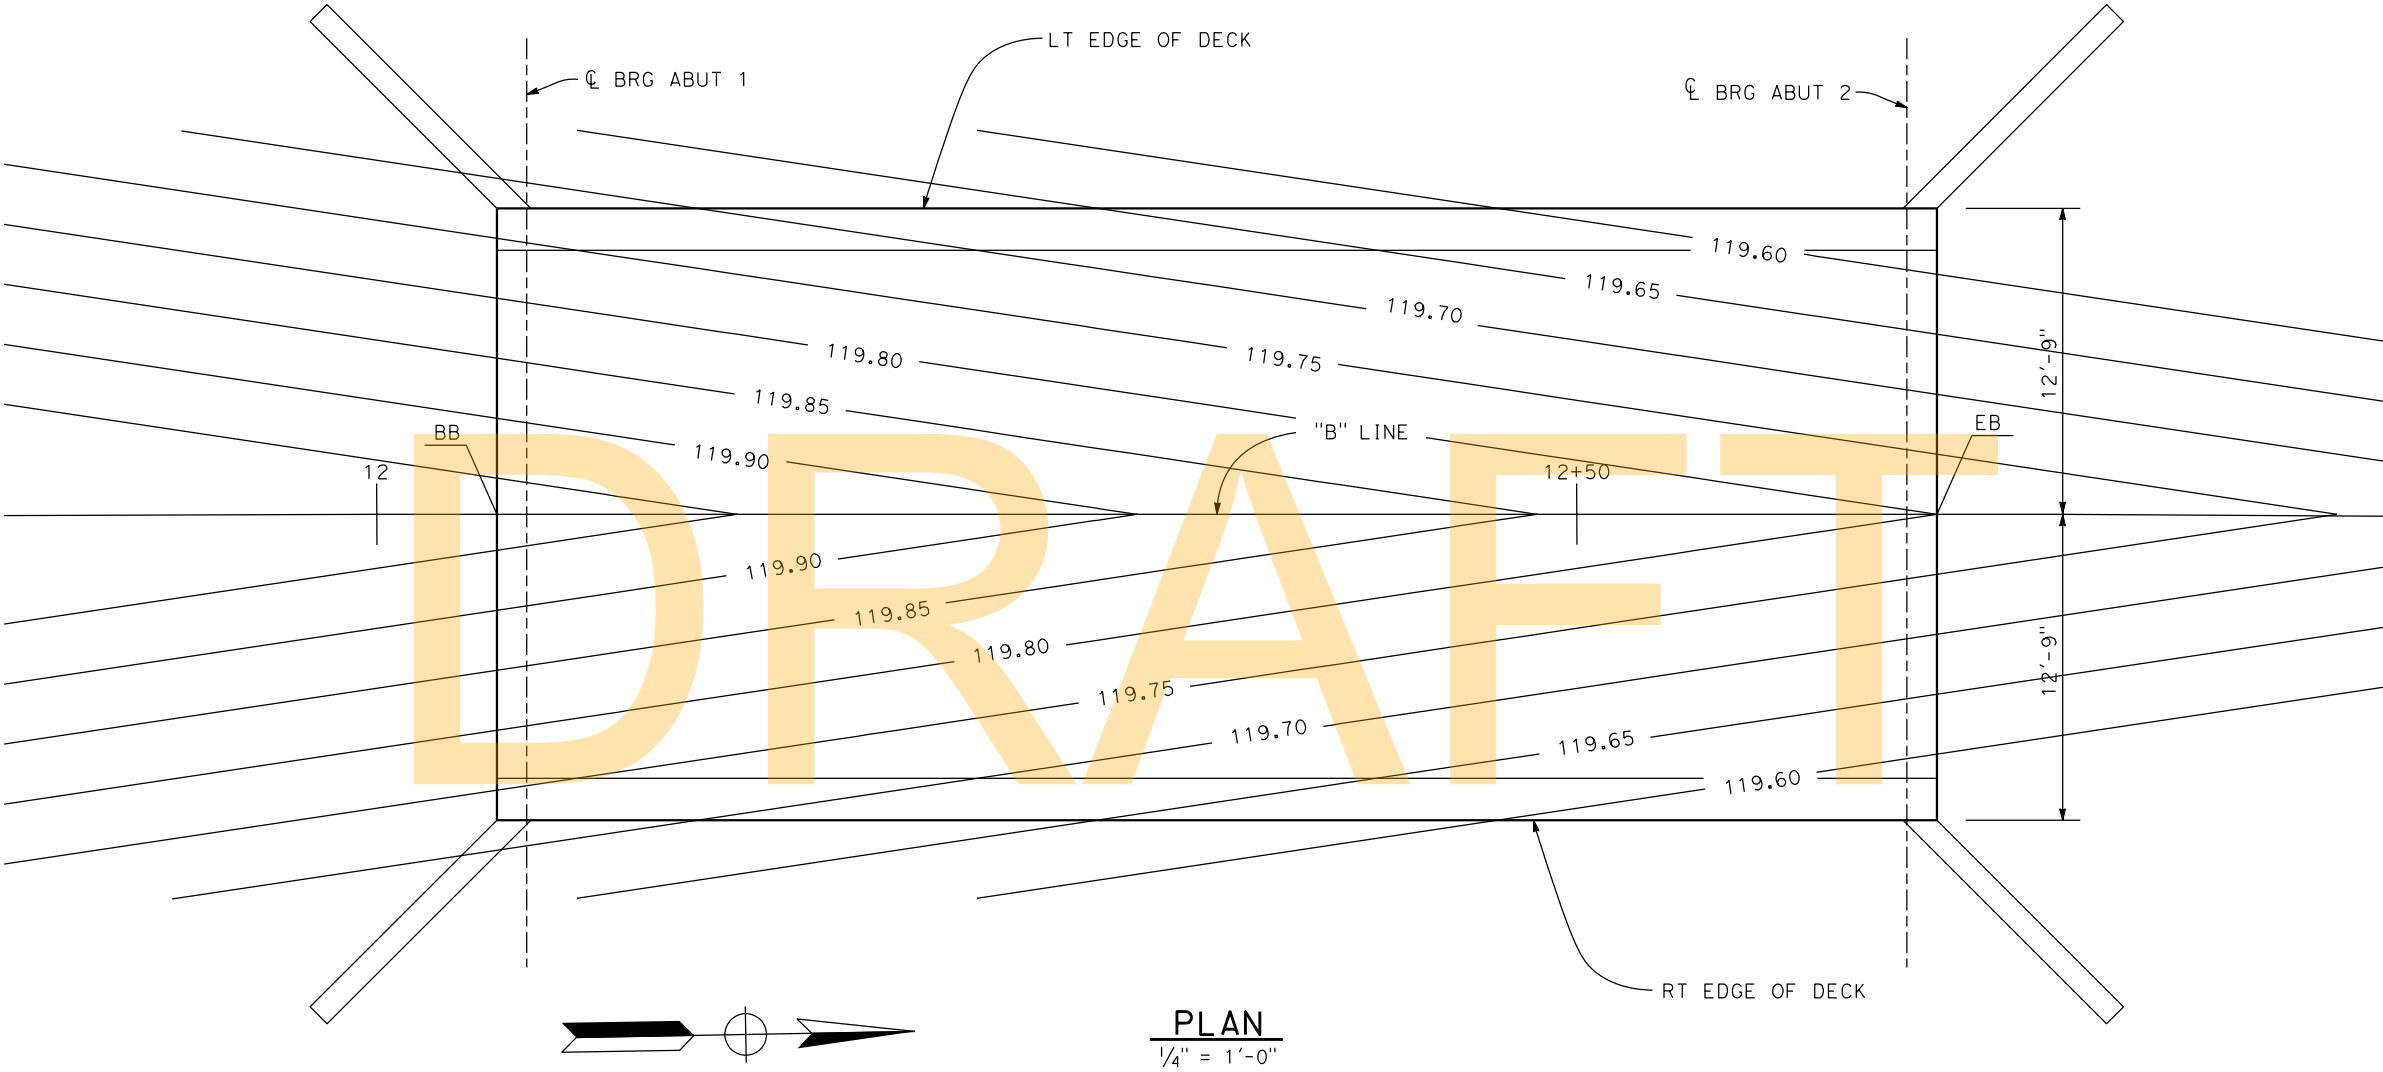 LT EDGE OF DECK
℄ BRG ABUT 1
℄ BRG ABUT 2
119.60
119.65
119.70
119.75
119.80
119.85
12'-9"
"B" LINE
BB
EB
119.90
12
12+50
DRAFT
119.90
119.85
119.80
12'-9"
119.75
119.70
119.65
119.60
RT EDGE OF DECK
PLAN
1/4" = 1'-0"